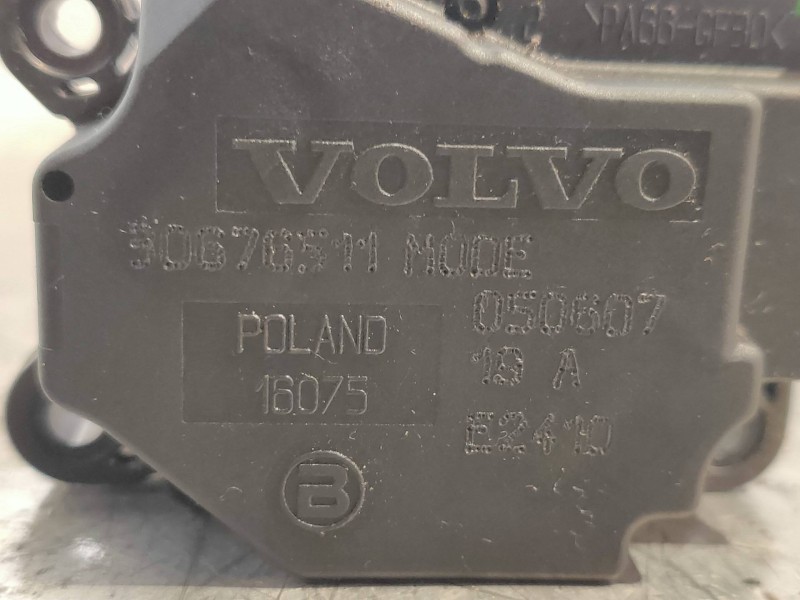 >PA66-GF30<
VOLVO
30676511 MODE
050607
POLAND
19 A
16075
E2410
B